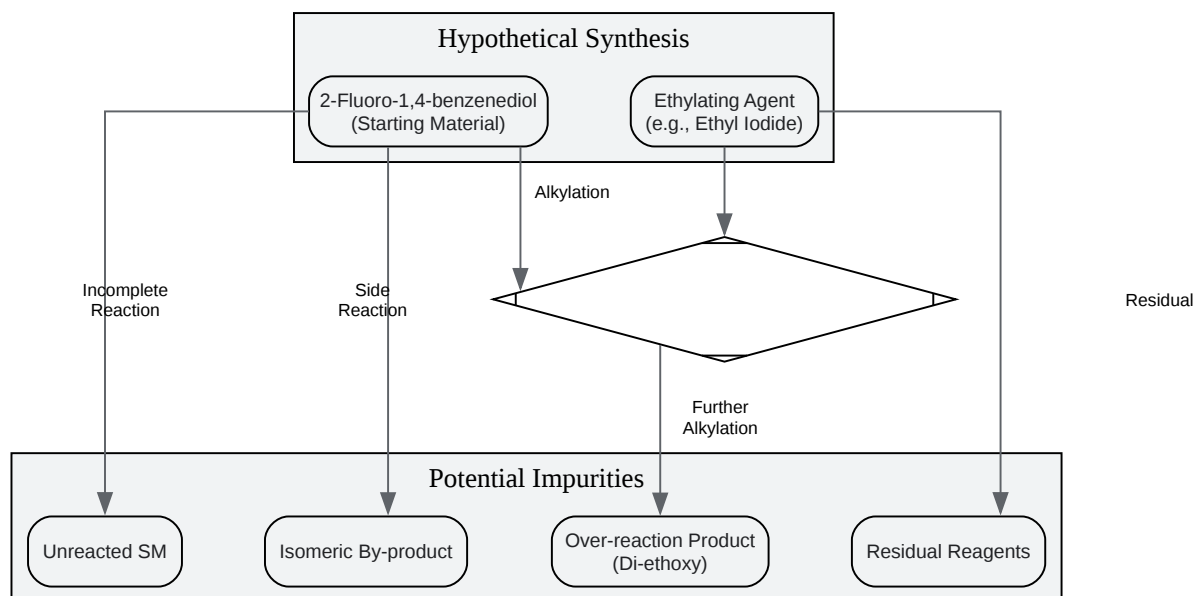 Hypothetical Synthesis
2-Fluoro-1,4-benzenediol
(Starting Material)
Ethylating Agent
(e.g., Ethyl Iodide)
Alkylation
Incomplete
Reaction
Side
Reaction
Residual
Further
Alkylation
Potential Impurities
Unreacted SM
Isomeric By-product
Over-reaction Product
(Di-ethoxy)
Residual Reagents